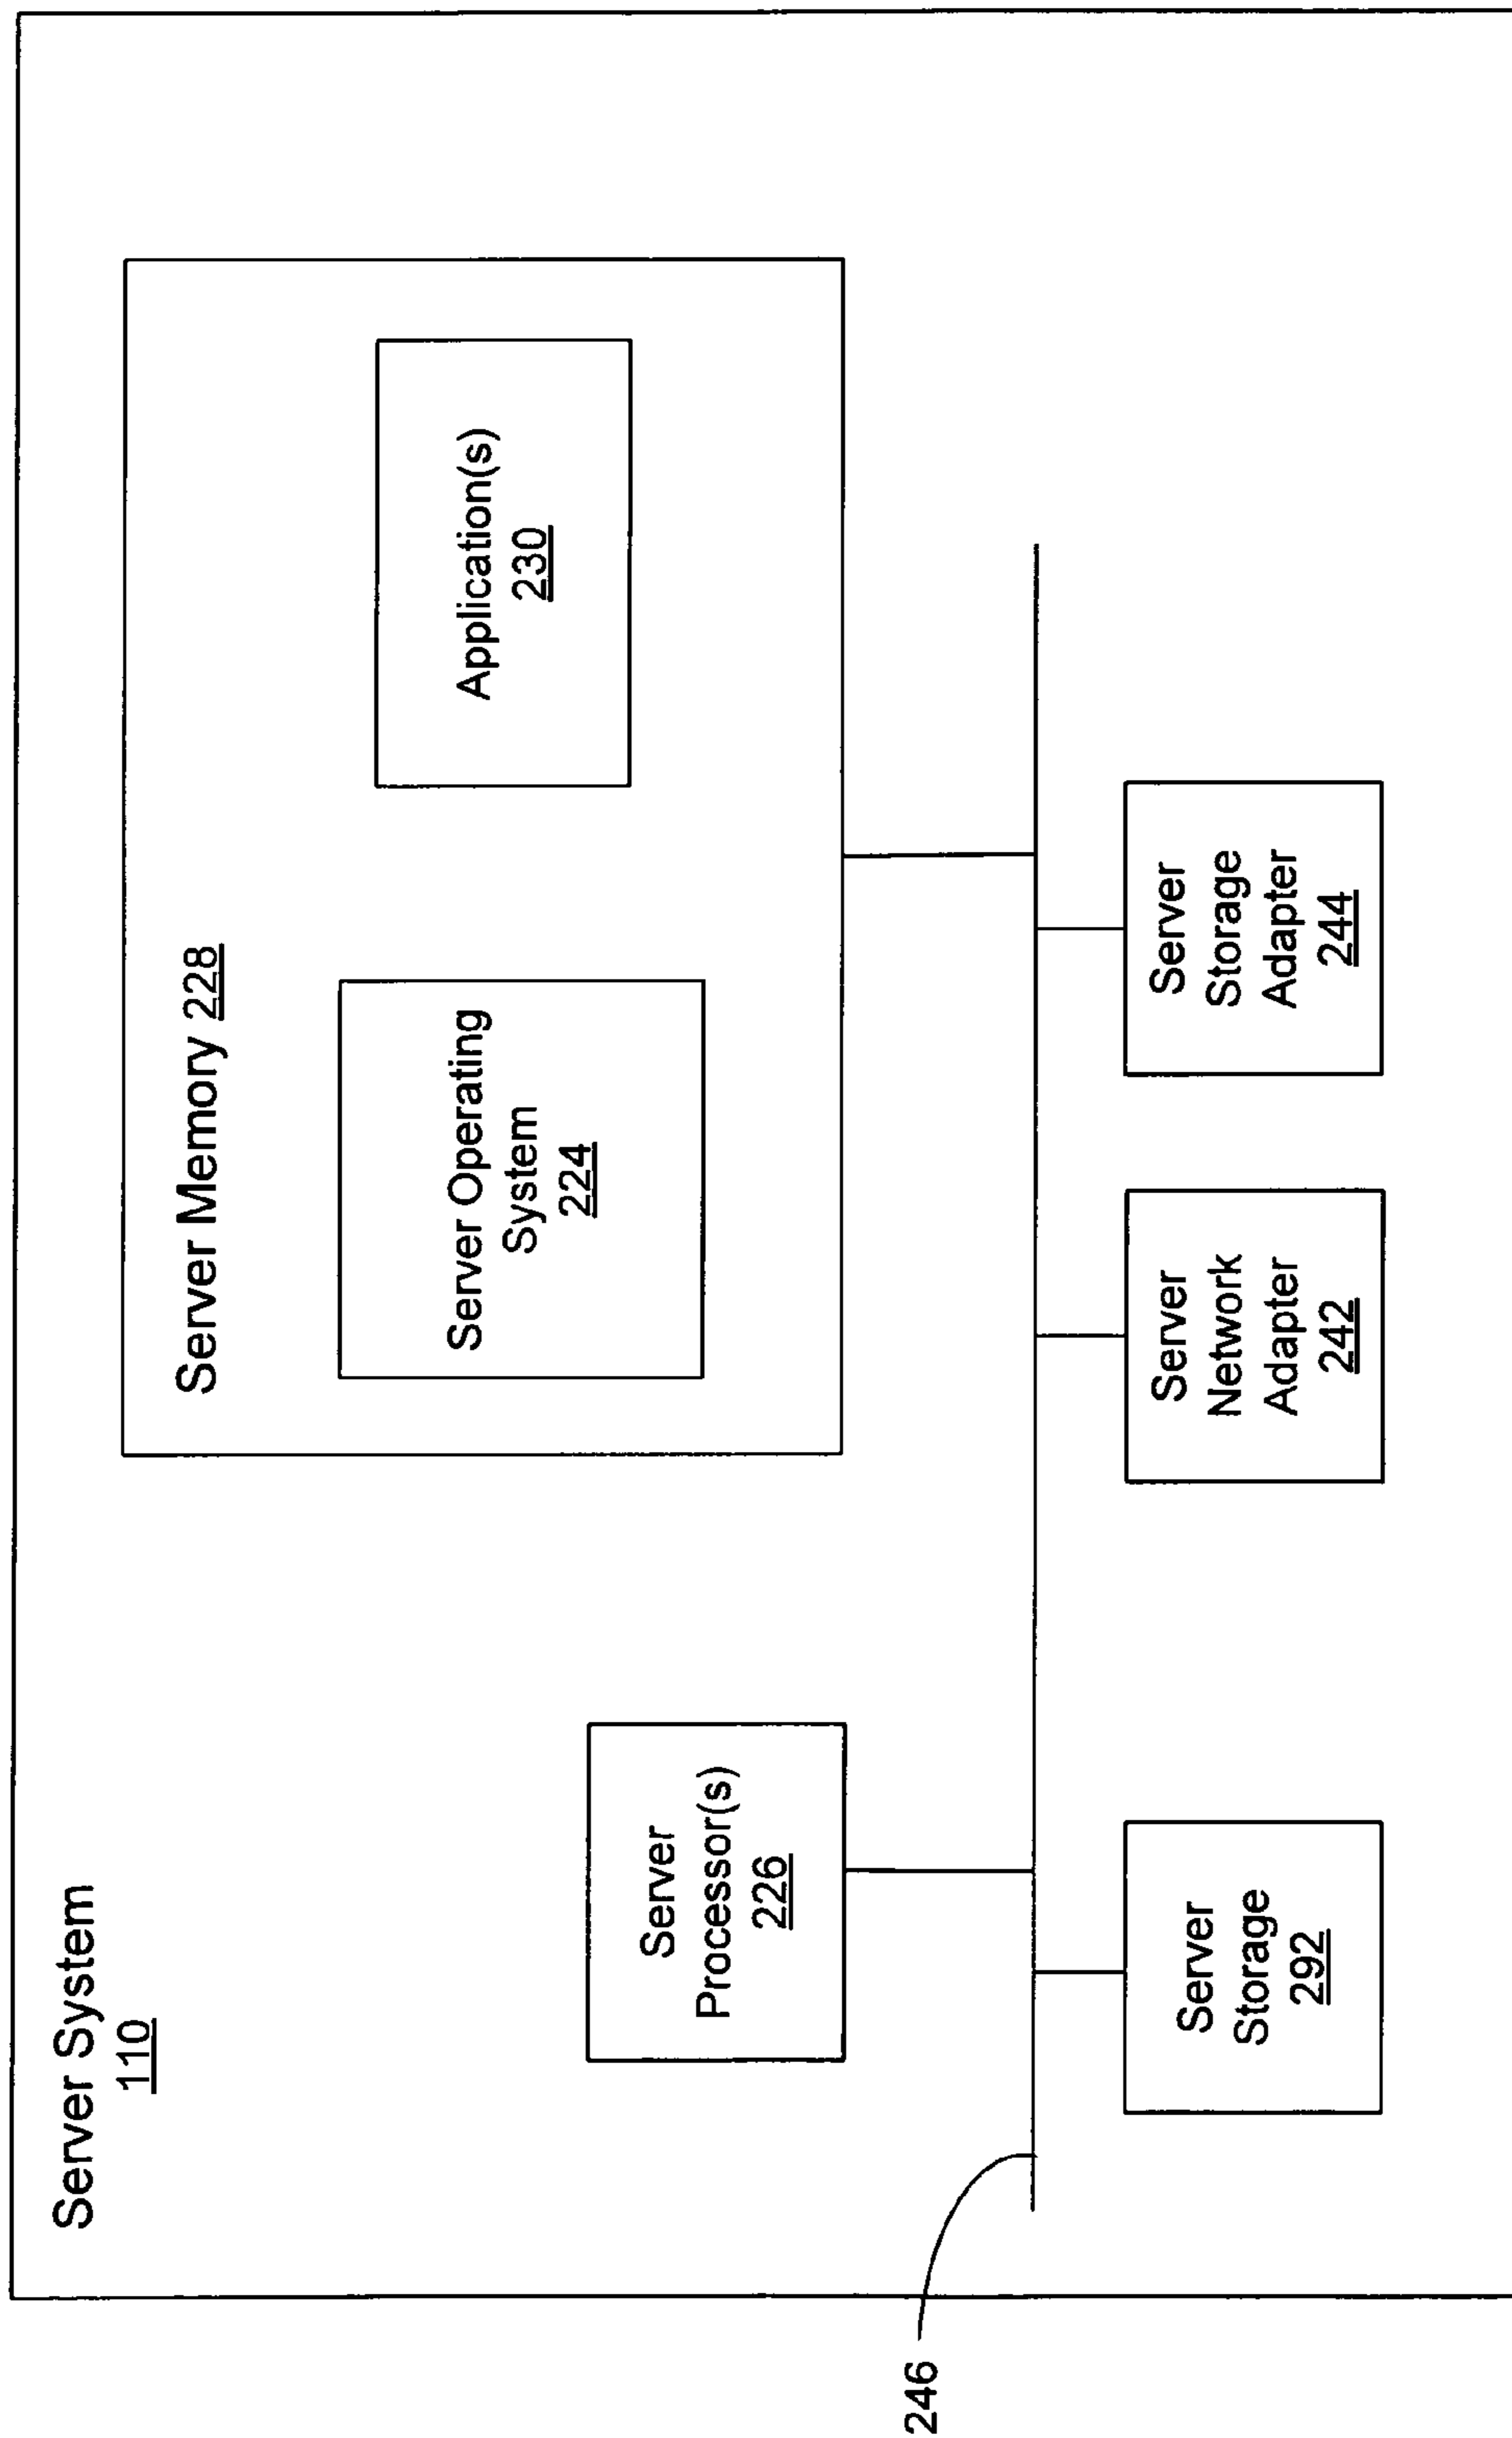 Server System
110
Server Memory 228
Server Operating
System
224
Application(s)
230
Server
Processor(s)
226
Server
Storage
292
Server
Network
Adapter
242
Server
Storage
Adapter
244
246